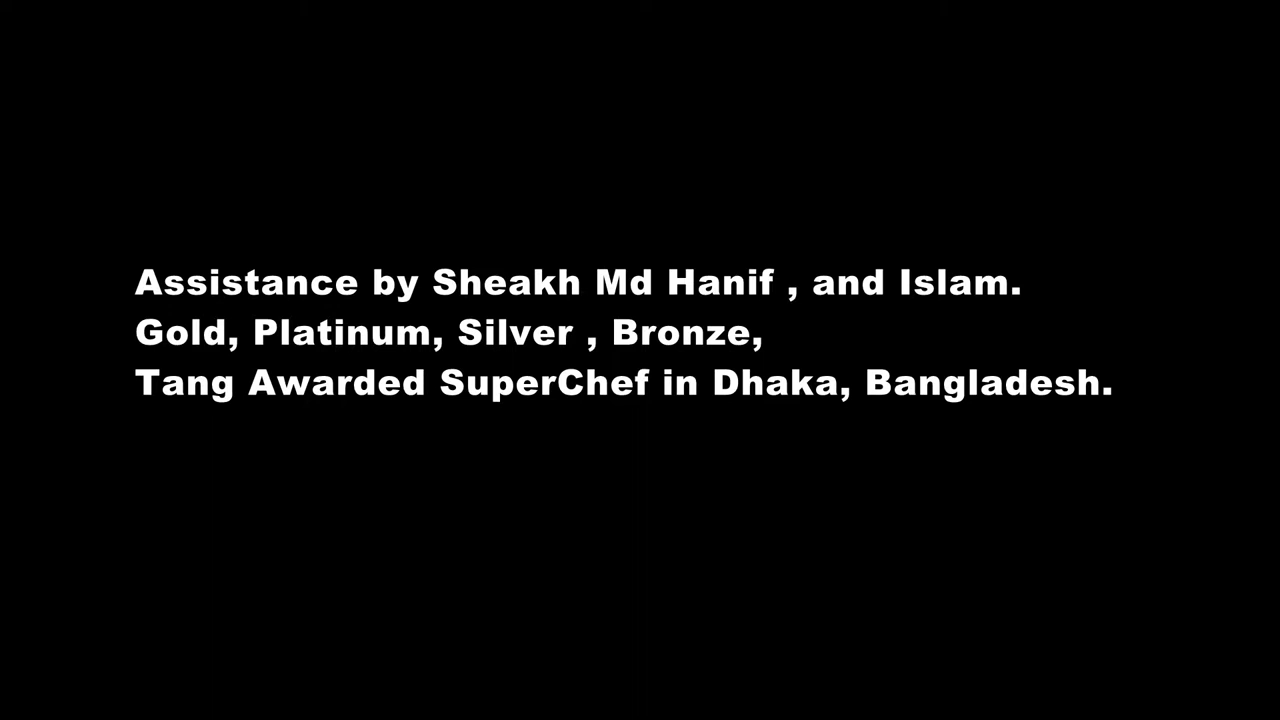 Assistance by Sheakh Md Hanif , and Islam.
Gold, Platinum, Silver , Bronze,
Tang Awarded SuperChef in Dhaka, Bangladesh.